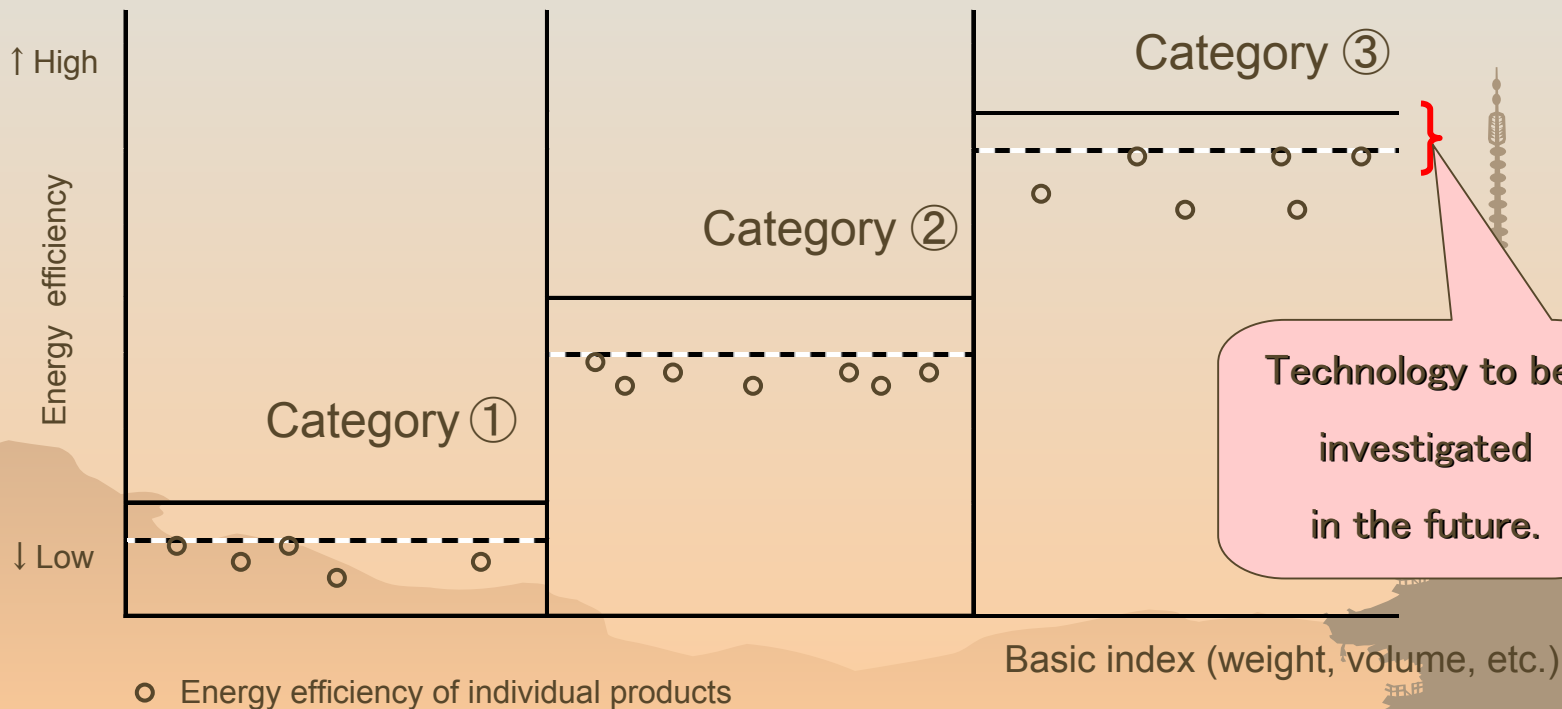 ↑ High
Category ③
Energy efficiency
Category ②
Category ①
↓ Low
Technology to be
investigated
in the future.
Basic index (weight, volume, etc.)
Energy efficiency of individual products